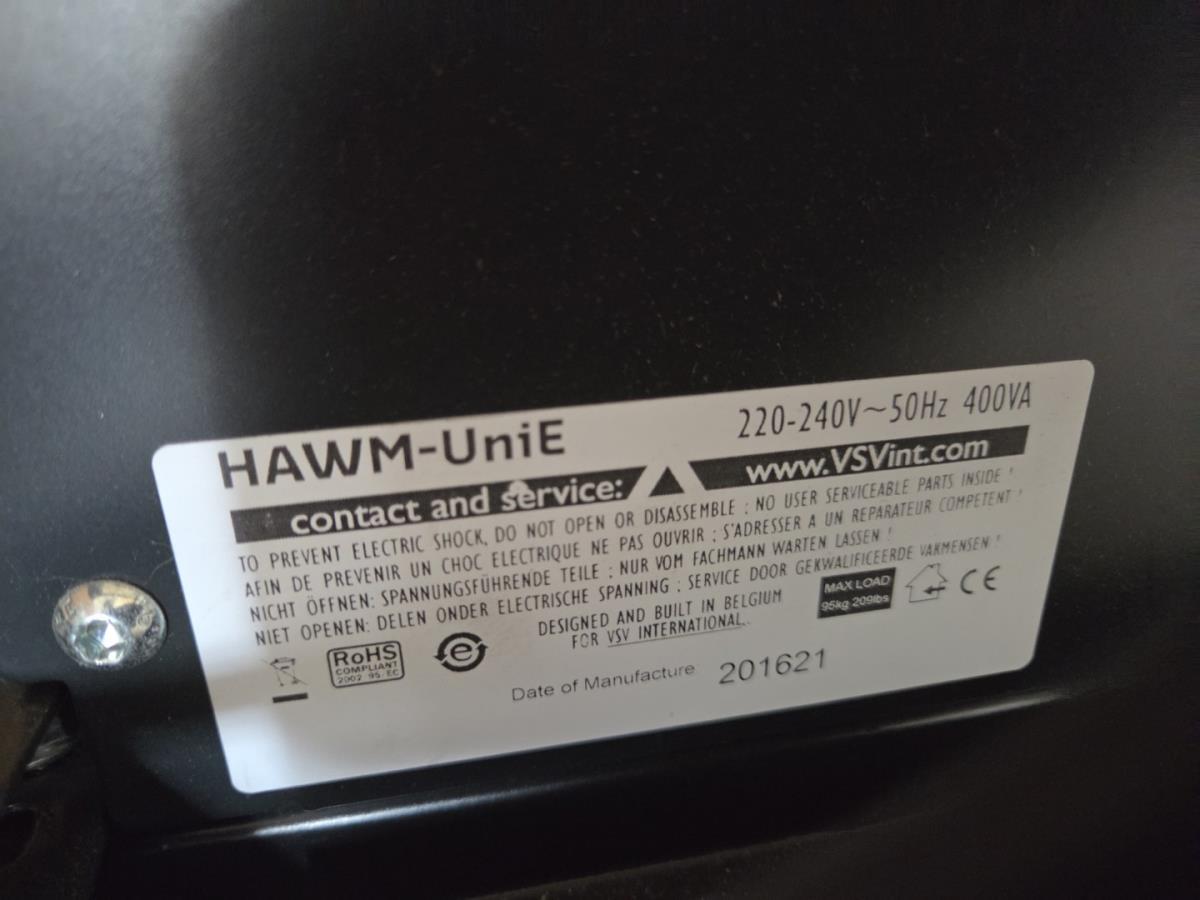 HAWM-UniE
220-240V~50Hz 400VA
contact and service:
www.VSVint.com
TO PREVENT ELECTRIC SHOCK, DO NOT OPEN OR DISASSEMBLE : NO USER SERVICEABLE PARTS INSIDE !
AFIN DE PREVENIR UN CHOC ELECTRIQUE NE PAS OUVRIR : S'ADRESSER A UN REPARATEUR COMPETENT !
NICHT ÖFFNEN: SPANNUNGSFÜHRENDE TEILE : NUR VOM FACHMANN WARTEN LASSEN !
NIET OPENEN: DELEN ONDER ELECTRISCHE SPANNING : SERVICE DOOR GEKWALIFICEERDE VAKMENSEN !
DESIGNED AND BUILT IN BELGIUM
FOR VSV INTERNATIONAL.
MAX LOAD
95kg-209lbs
CE
RoHS
COMPLIANT
2002/95/EC
e
Date of Manufacture 201621